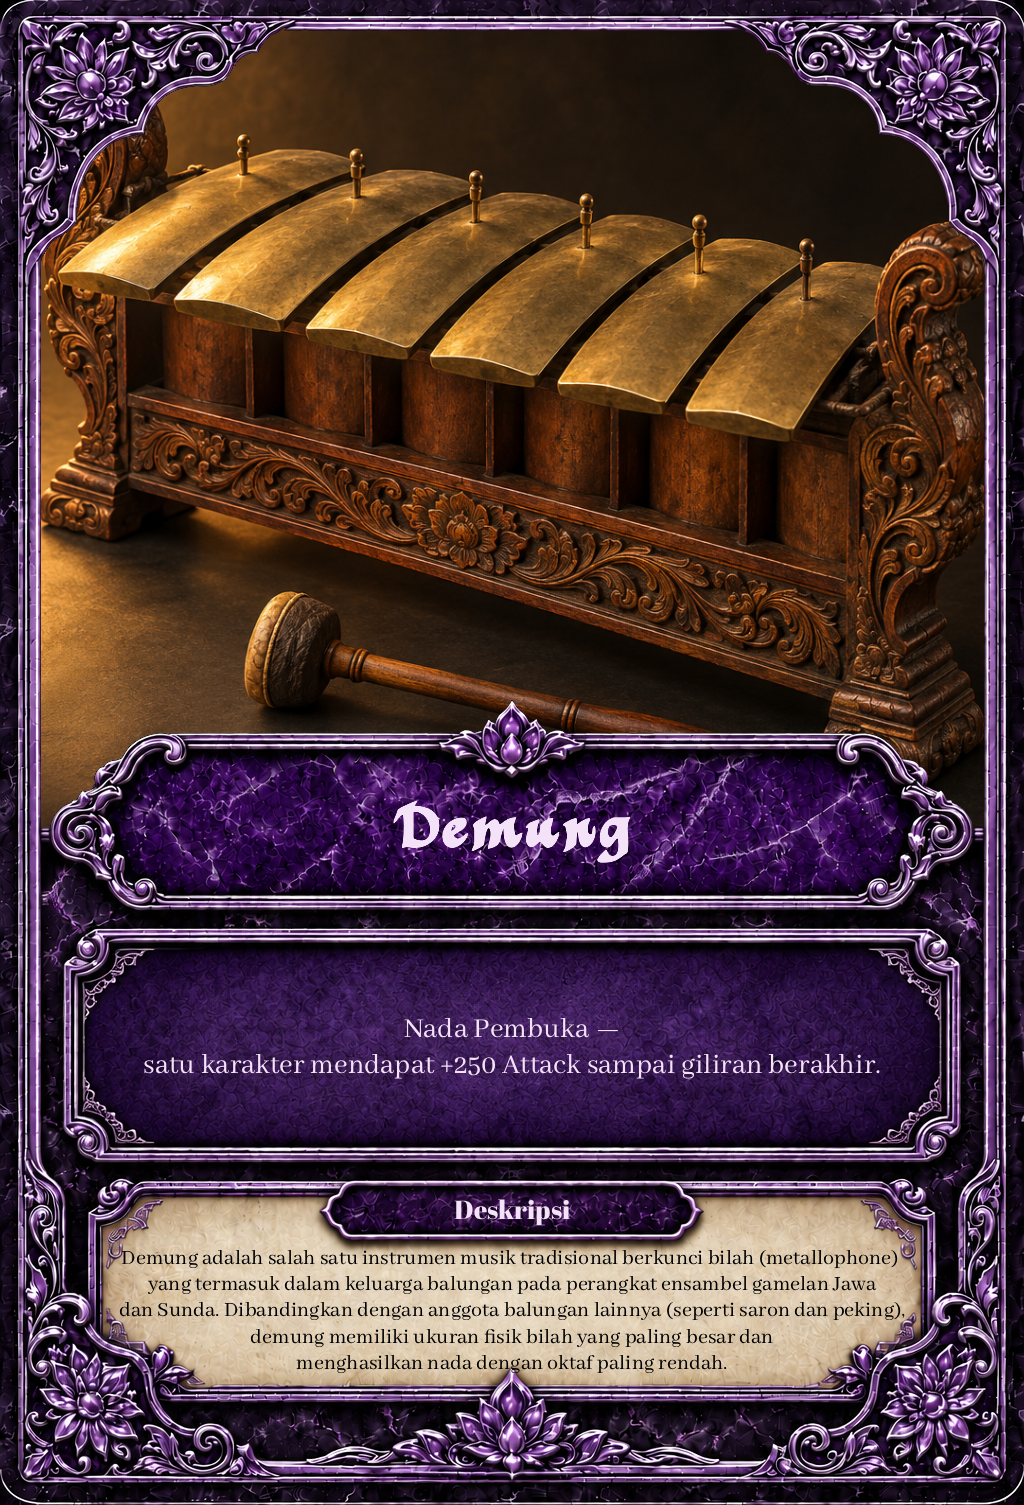 Demung
Nada Pembuka —
satu karakter mendapat +250 Attack sampai giliran berakhir.
Deskripsi
Demung adalah salah satu instrumen musik tradisional berkunci bilah (metallophone)
yang termasuk dalam keluarga balungan pada perangkat ensambel gamelan Jawa
dan Sunda. Dibandingkan dengan anggota balungan lainnya (seperti saron dan peking),
demung memiliki ukuran fisik bilah yang paling besar dan
menghasilkan nada dengan oktaf paling rendah.